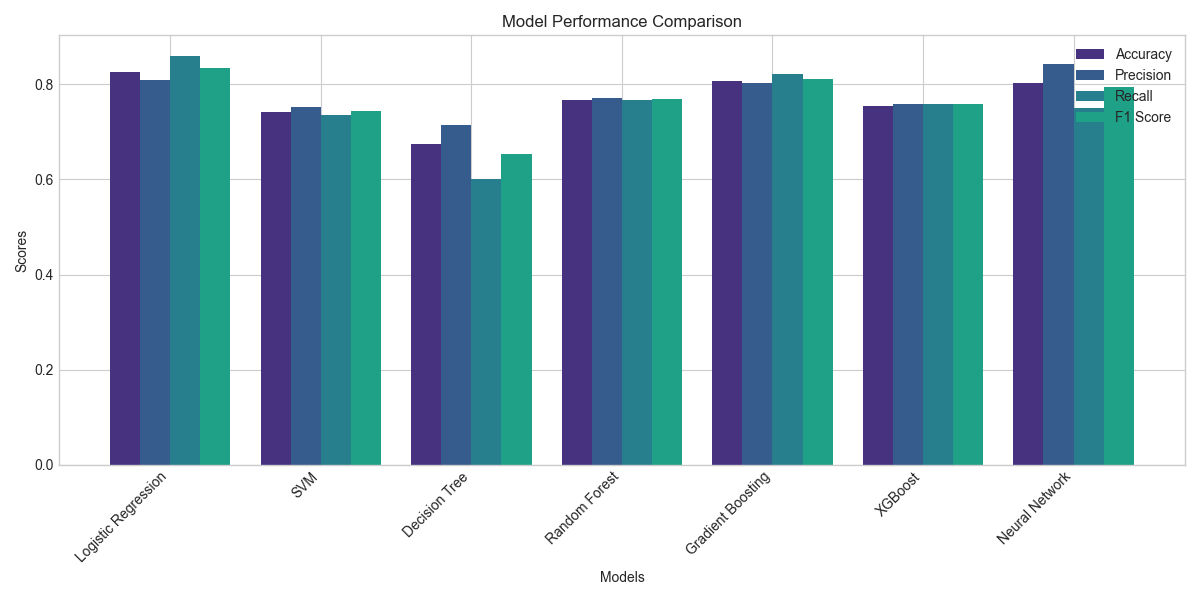 Model Performance Comparison
Accuracy
Precision
Recall
F1 Score
Scores
0.8
0.6
0.4
0.2
0.0
Logistic Regression
SVM
Decision Tree
Random Forest
Gradient Boosting
XGBoost
Neural Network
Models